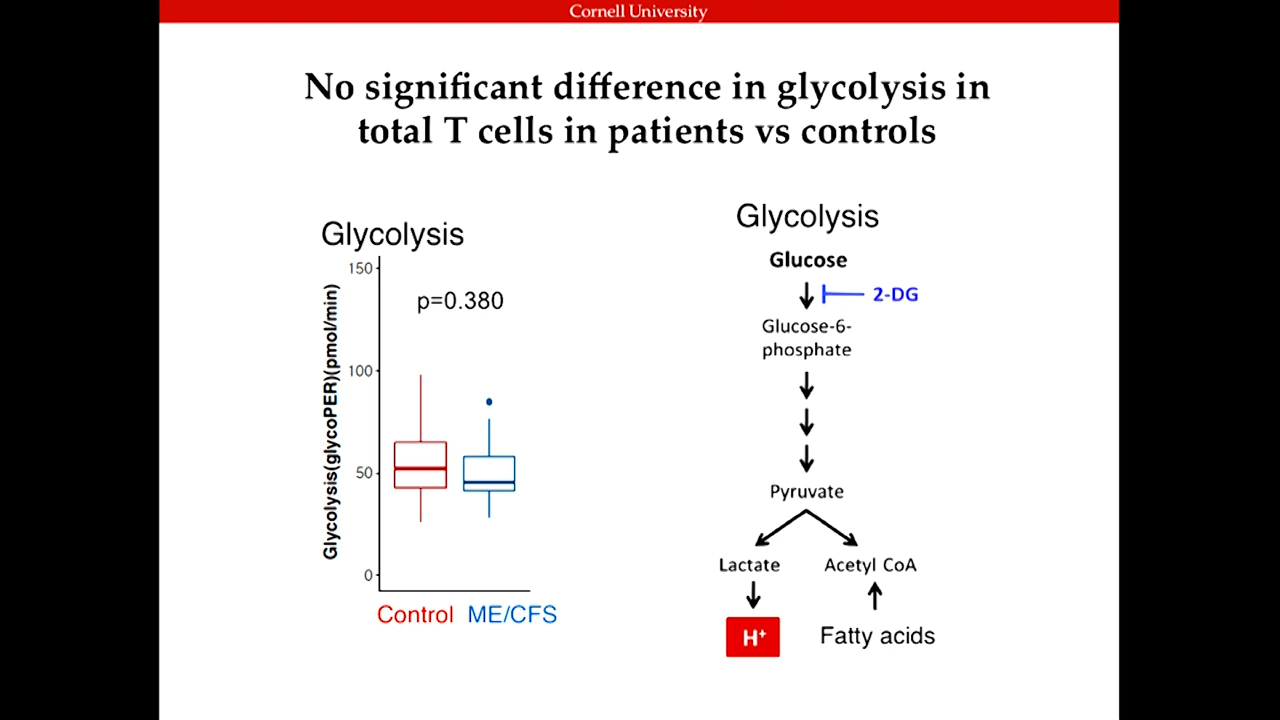 Cornell University
No significant difference in glycolysis in
total T cells in patients vs controls
Glycolysis
150
100
50
0
Glycolysis(glycoPER)(pmol/min)
p=0.380
Control
ME/CFS
Glycolysis
Glucose
2-DG
Glucose-6-
phosphate
Pyruvate
Lactate
Acetyl CoA
H⁺
Fatty acids